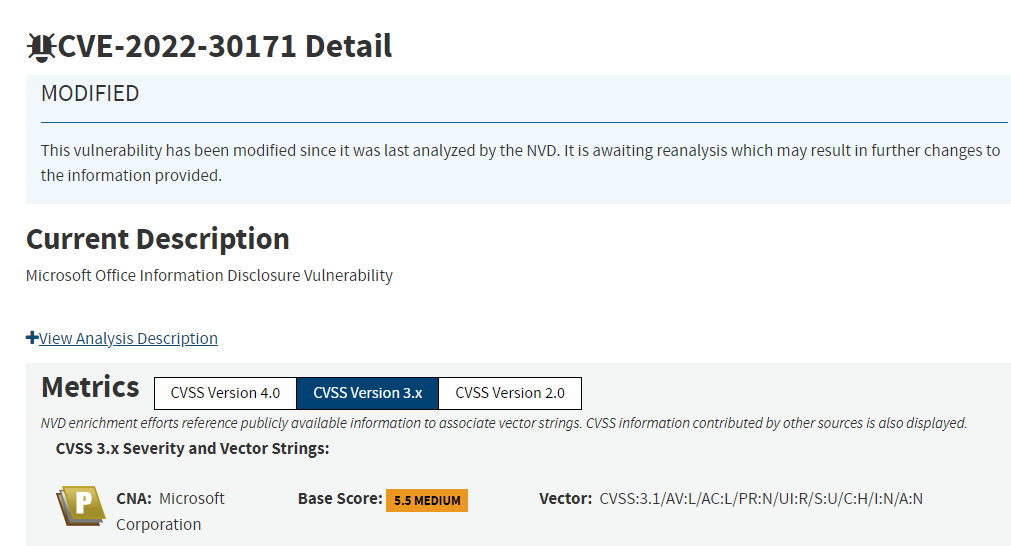 CVE-2022-30171 Detail
MODIFIED
This vulnerability has been modified since it was last analyzed by the NVD. It is awaiting reanalysis which may result in further changes to
the information provided.
Current Description
Microsoft Office Information Disclosure Vulnerability
View Analysis Description
Metrics CVSS Version 4.0 CVSS Version 3.x CVSS Version 2.0
NVD enrichment efforts reference publicly available information to associate vector strings. CVSS information contributed by other sources is also displayed.
CVSS 3.x Severity and Vector Strings:
P CNA: Microsoft Base Score: 5.5 MEDIUM Vector: CVSS:3.1/AV:L/AC:L/PR:N/UI:R/S:U/C:H/I:N/A:N
Corporation